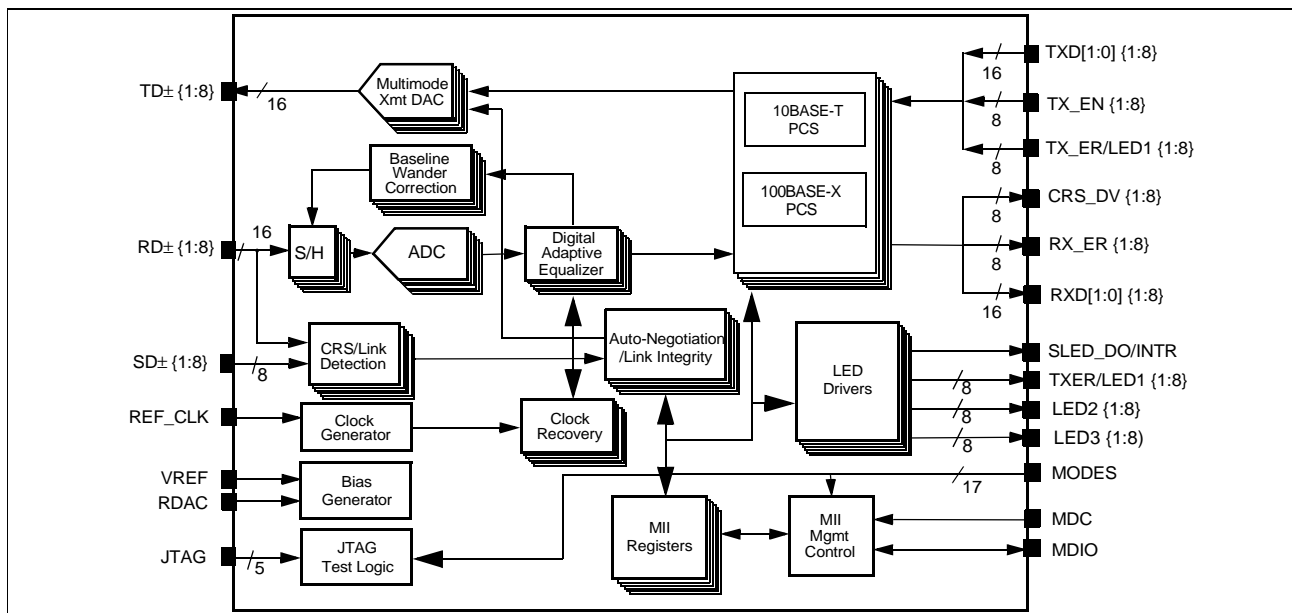 TD± {1:8}
16
Multimode
Xmt DAC
10BASE-T
PCS
100BASE-X
PCS
TXD[1:0] {1:8}
16
TX_EN {1:8}
8
TX_ER/LED1 {1:8}
8
Baseline
Wander
Correction
CRS_DV {1:8}
8
RD± {1:8}
16
S/H
ADC
Digital
Adaptive
Equalizer
RX_ER {1:8}
8
RXD[1:0] {1:8}
16
SD± {1:8}
8
CRS/Link
Detection
Auto-Negotiation
/Link Integrity
LED
Drivers
SLED_DO/INTR
TXER/LED1 {1:8}
8
LED2 {1:8}
8
LED3 {1:8)
8
REF_CLK
Clock
Generator
Clock
Recovery
VREF
RDAC
Bias
Generator
MODES
17
JTAG
5
JTAG
Test Logic
MII
Registers
MII
Mgmt
Control
MDC
MDIO